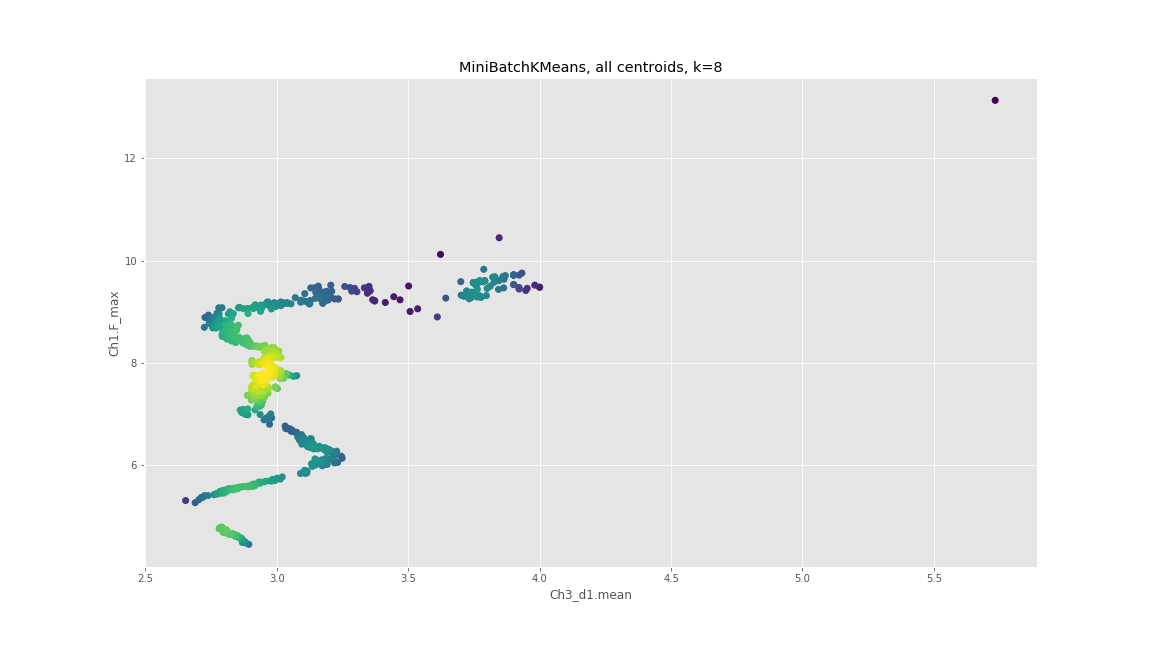 MiniBatchKMeans, all centroids, k=8
12
10
8
6
Ch1.F_max
2.5 3.0 3.5 4.0 4.5 5.0 5.5
Ch3_d1.mean